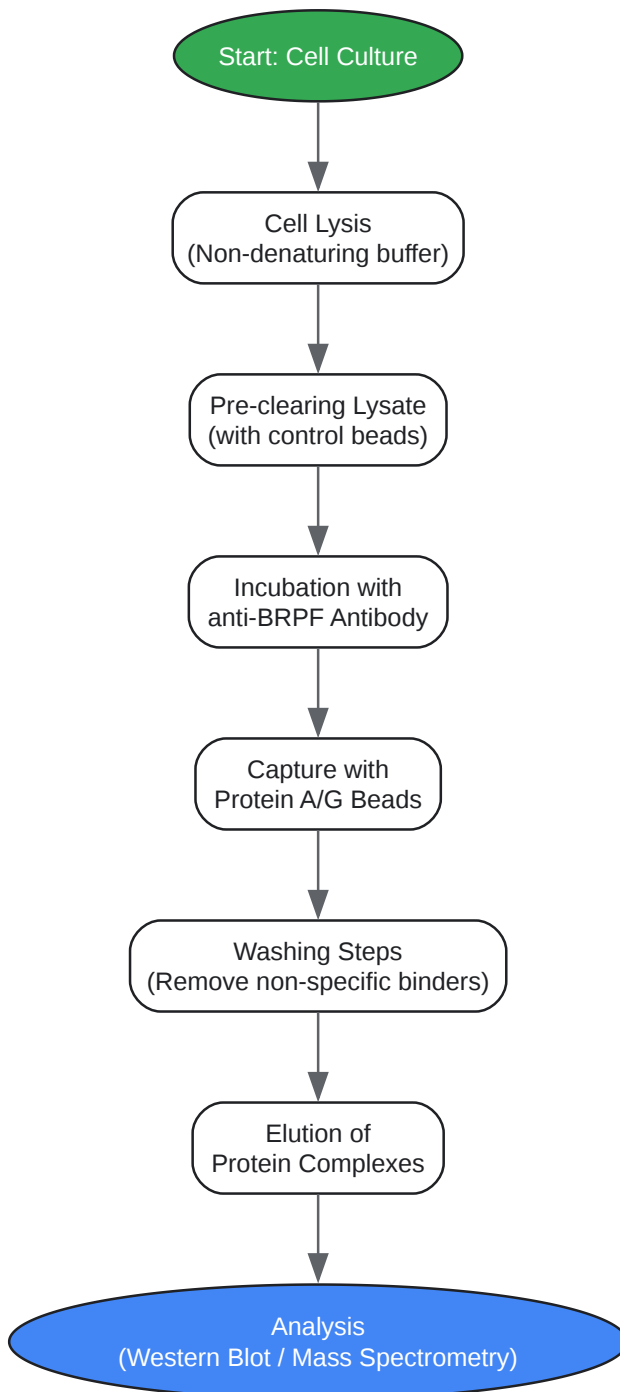 Start: Cell Culture
Cell Lysis
(Non-denaturing buffer)
Pre-clearing Lysate
(with control beads)
Incubation with
anti-BRPF Antibody
Capture with
Protein A/G Beads
Washing Steps
(Remove non-specific binders)
Elution of
Protein Complexes
Analysis
(Western Blot / Mass Spectrometry)